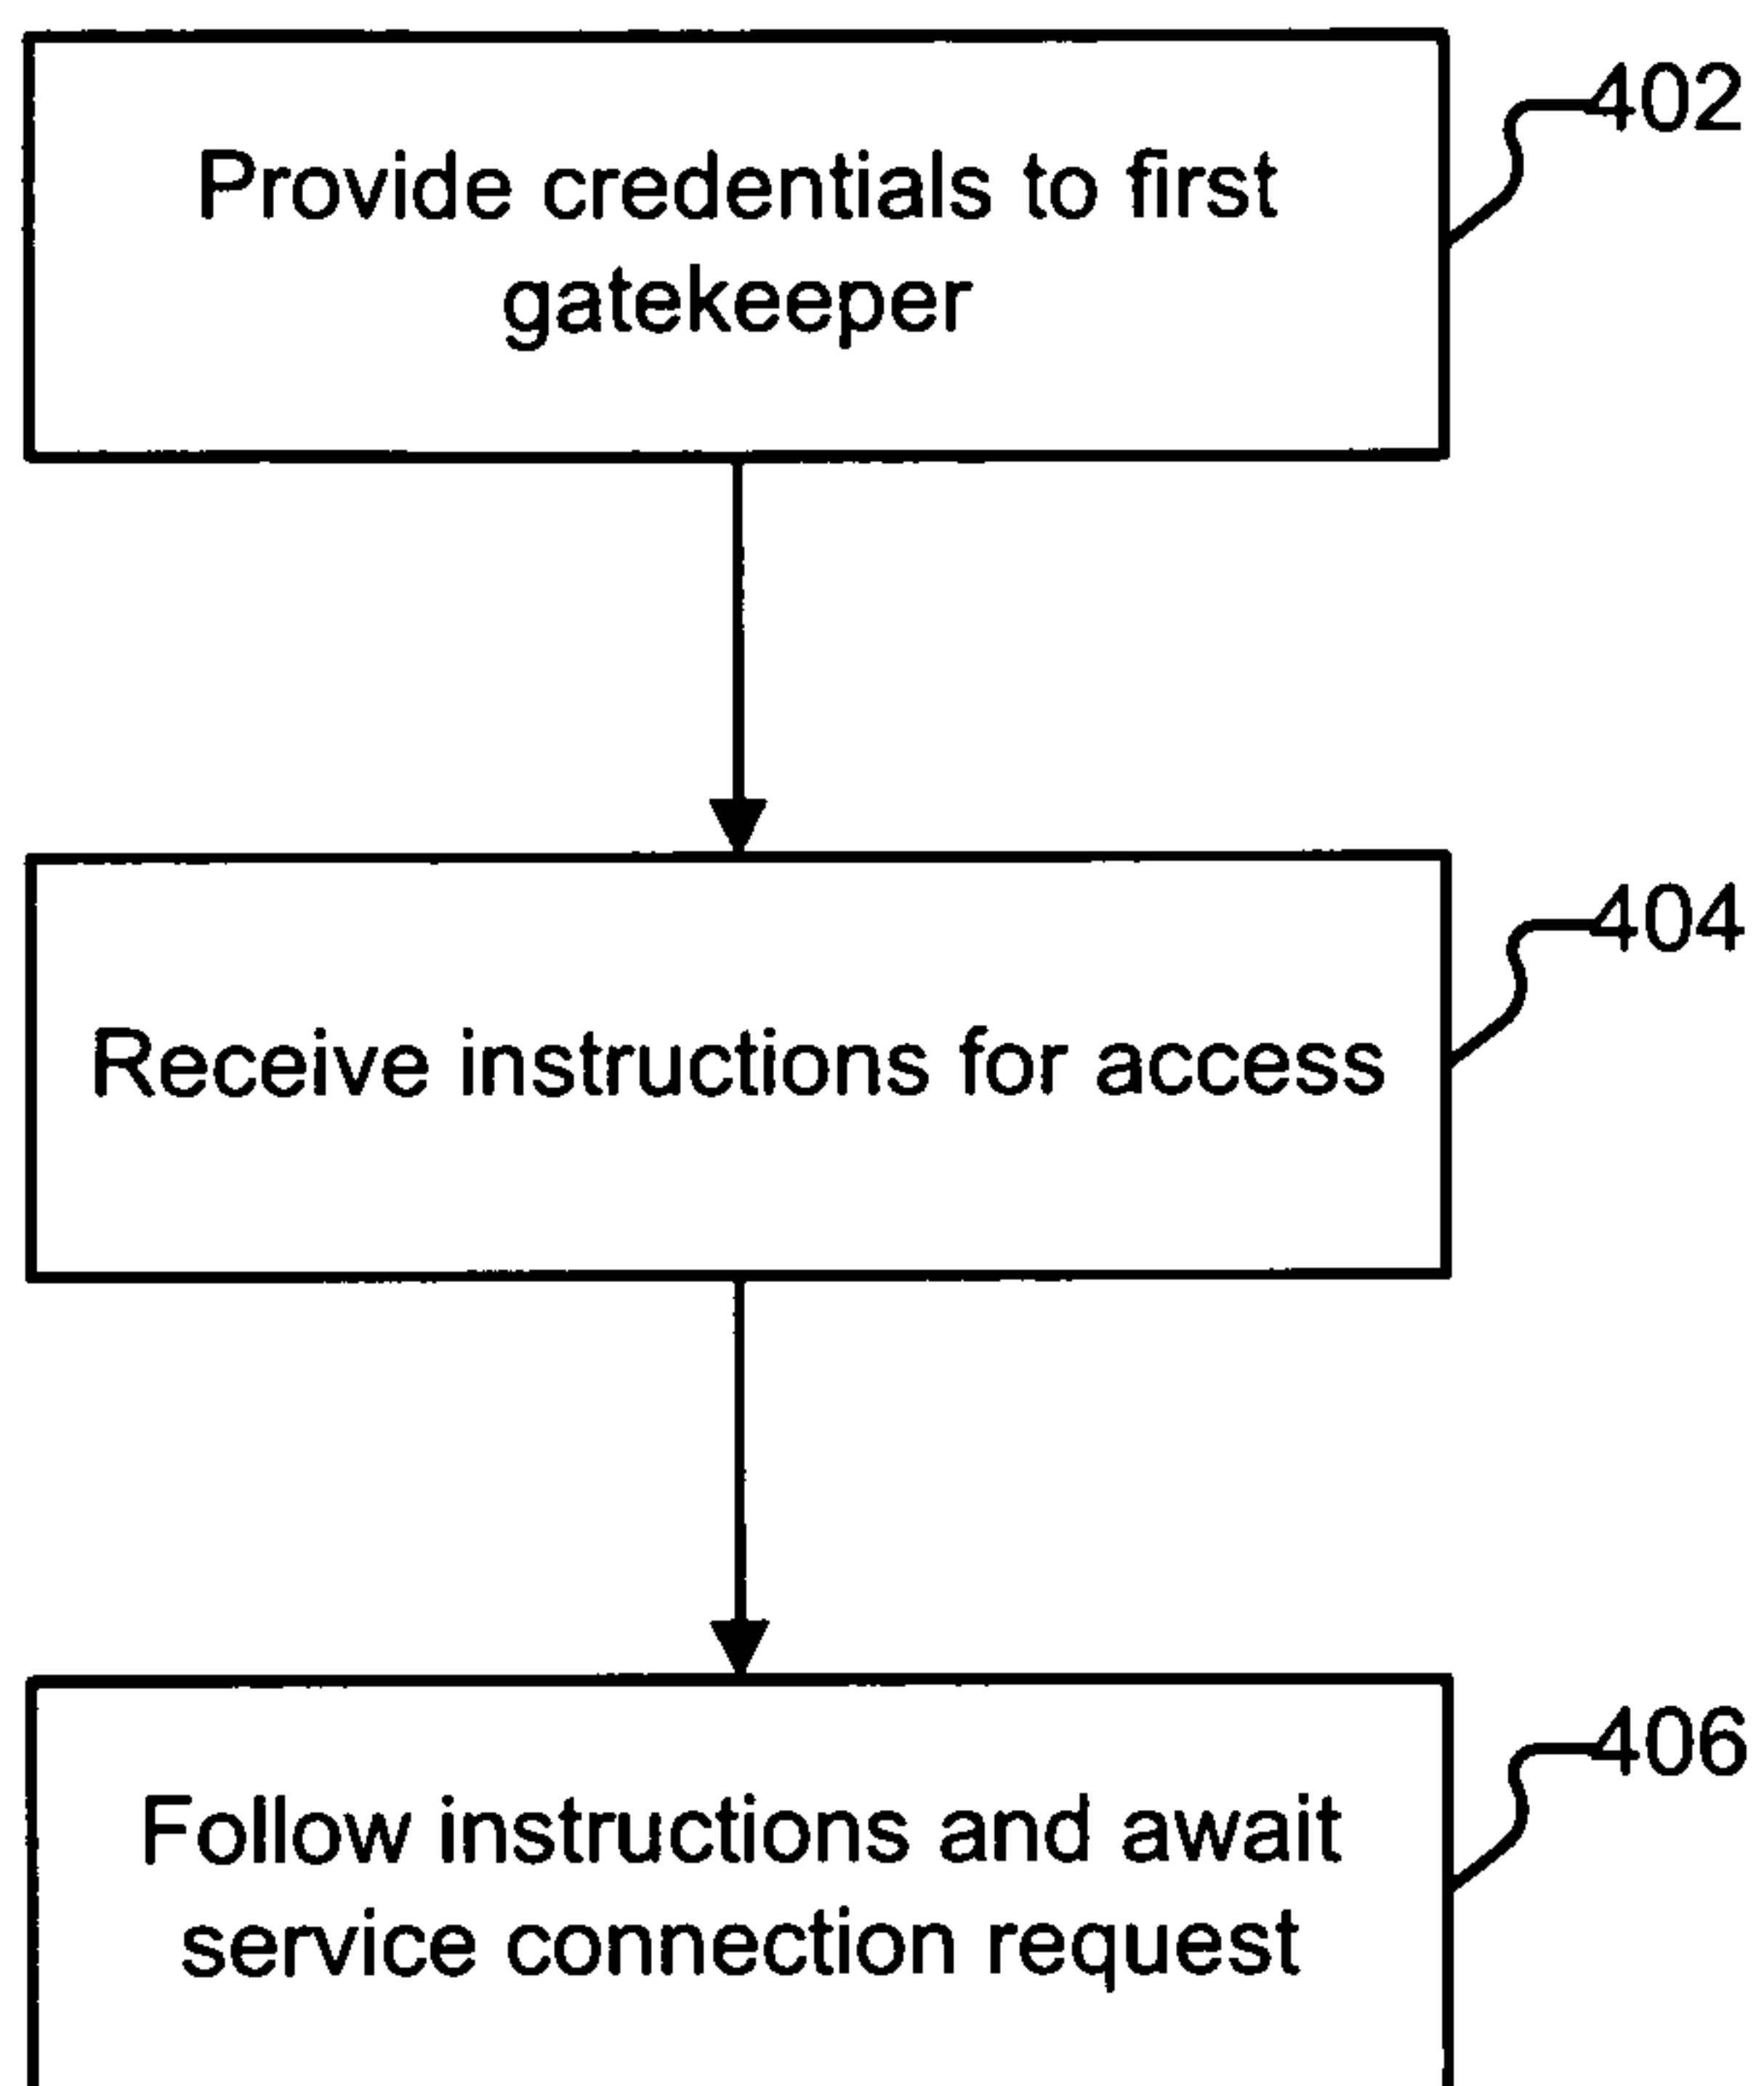 402
Provide credentials to first
gatekeeper
404
Receive instructions for access
406
Follow instructions and await
service connection request